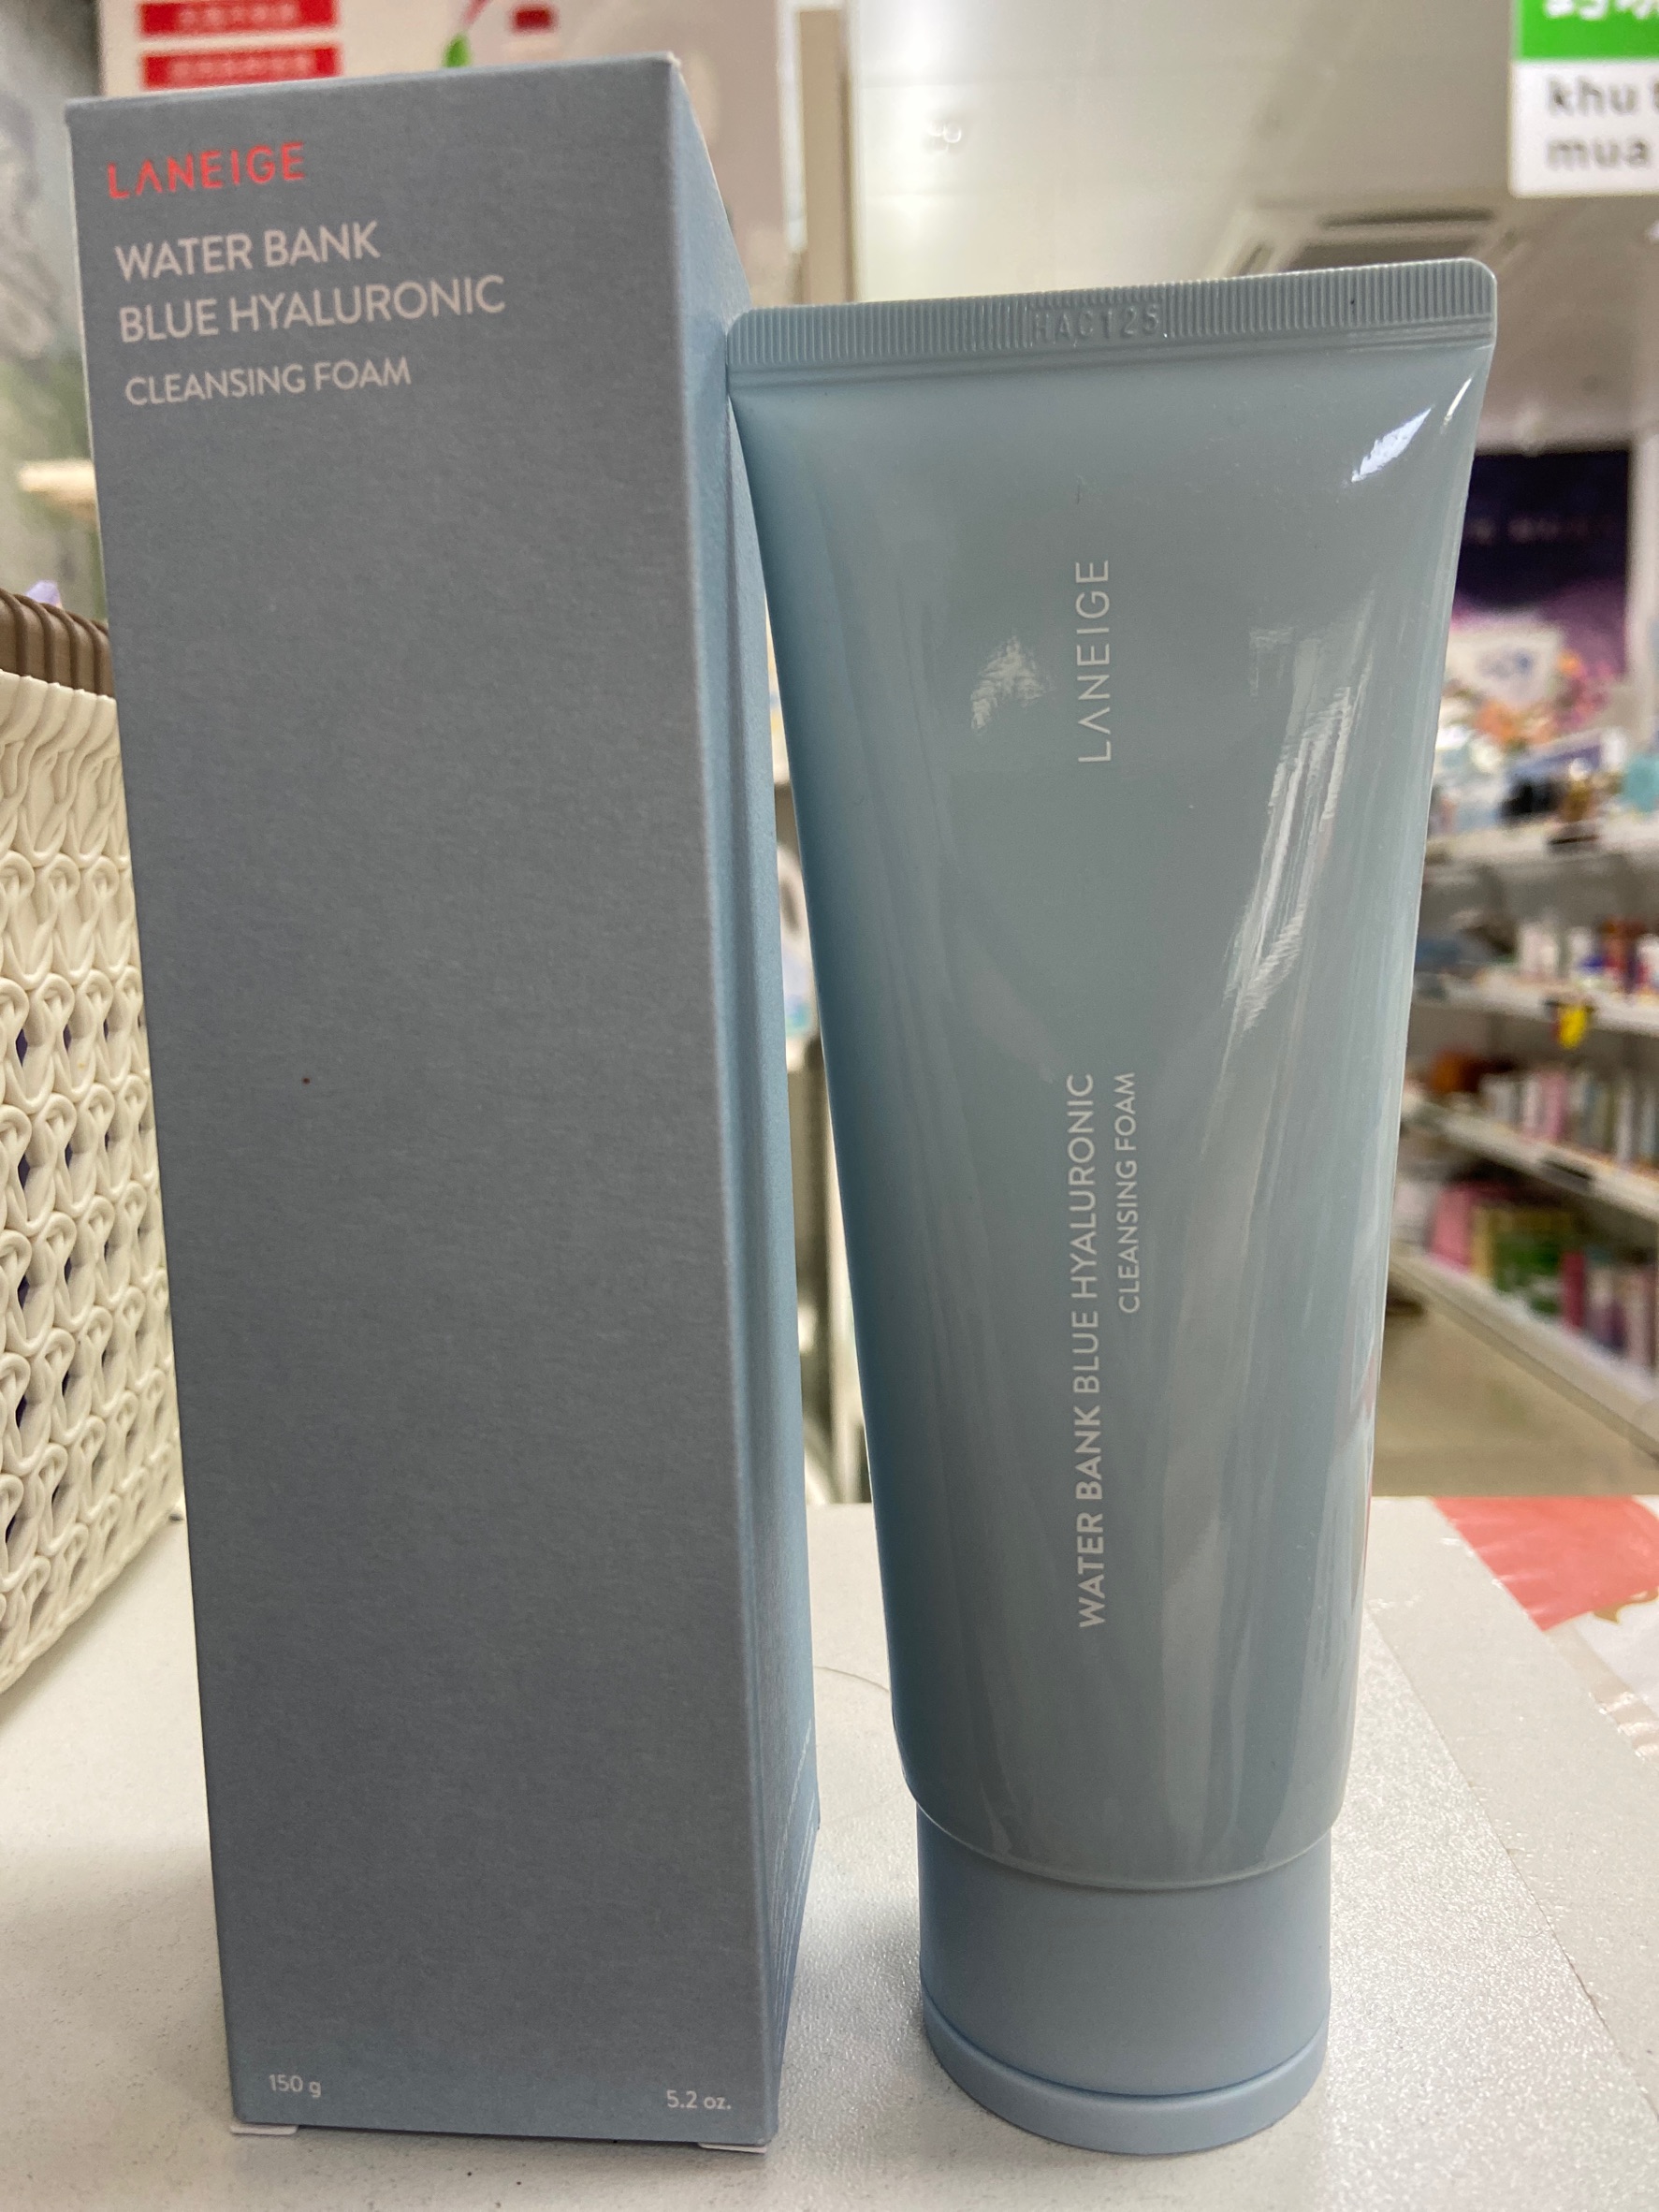 LANEIGE
WATER BANK
BLUE HYALURONIC
CLEANSING FOAM
150 g
5.2 oz.
HAC125
LANEIGE
WATER BANK BLUE HYALURONIC
CLEANSING FOAM
khu
mua